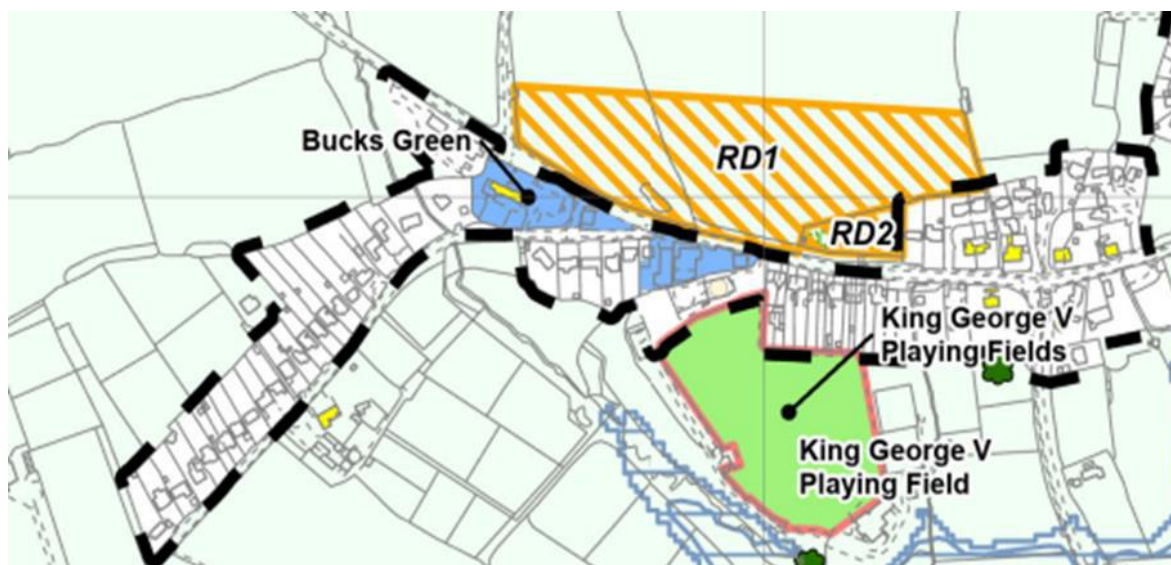 Bucks Green
RD1
RD2
King George V
Playing Fields
King George V
Playing Field